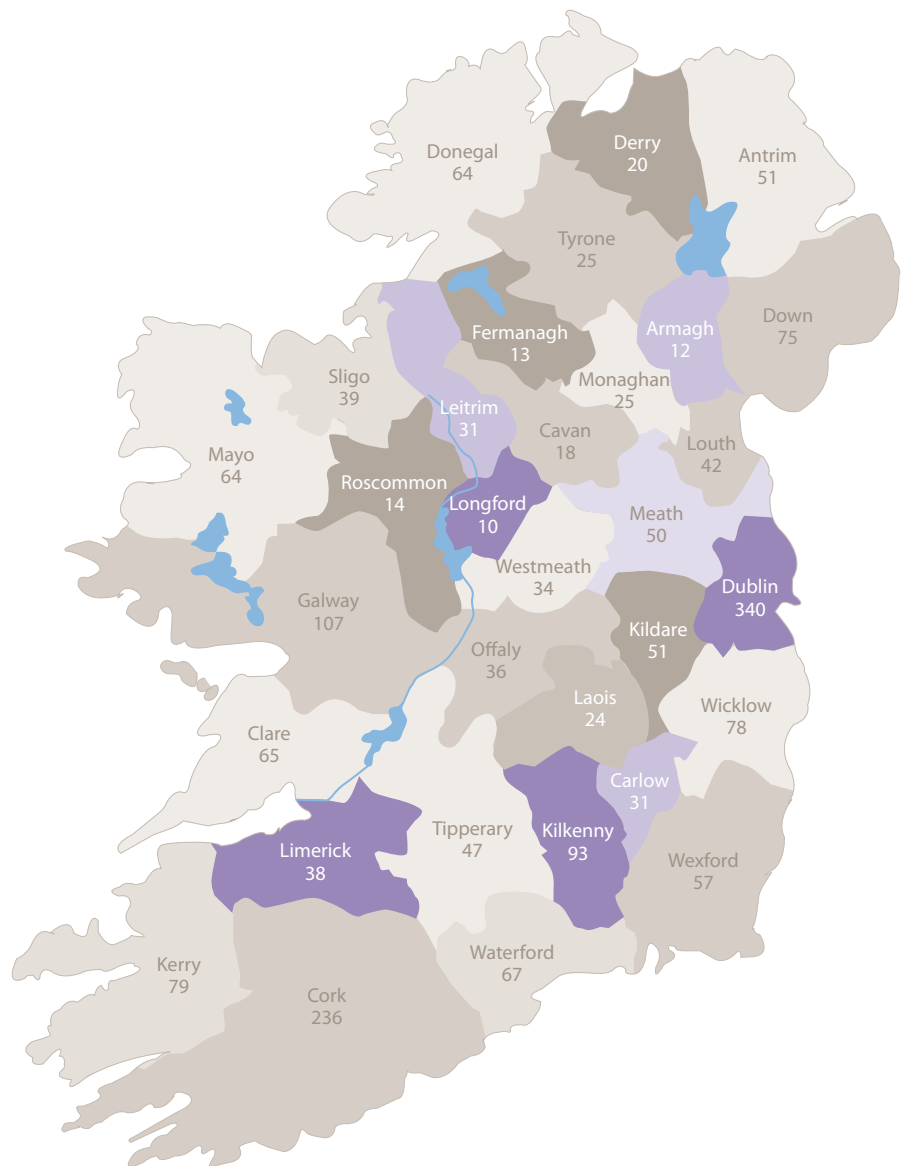 Derry
20
Donegal
64
Antrim
51
Tyrone
25
Down
75
Armagh
12
Fermanagh
13
Monaghan
25
Sligo
39
Leitrim
31
Cavan
18
Louth
42
Mayo
64
Roscommon
14
Longford
10
Meath
50
Westmeath
34
Dublin
340
Galway
107
Kildare
51
Offaly
36
Laois
24
Wicklow
78
Clare
65
Carlow
31
Tipperary
47
Kilkenny
93
Limerick
38
Wexford
57
Waterford
67
Kerry
79
Cork
236